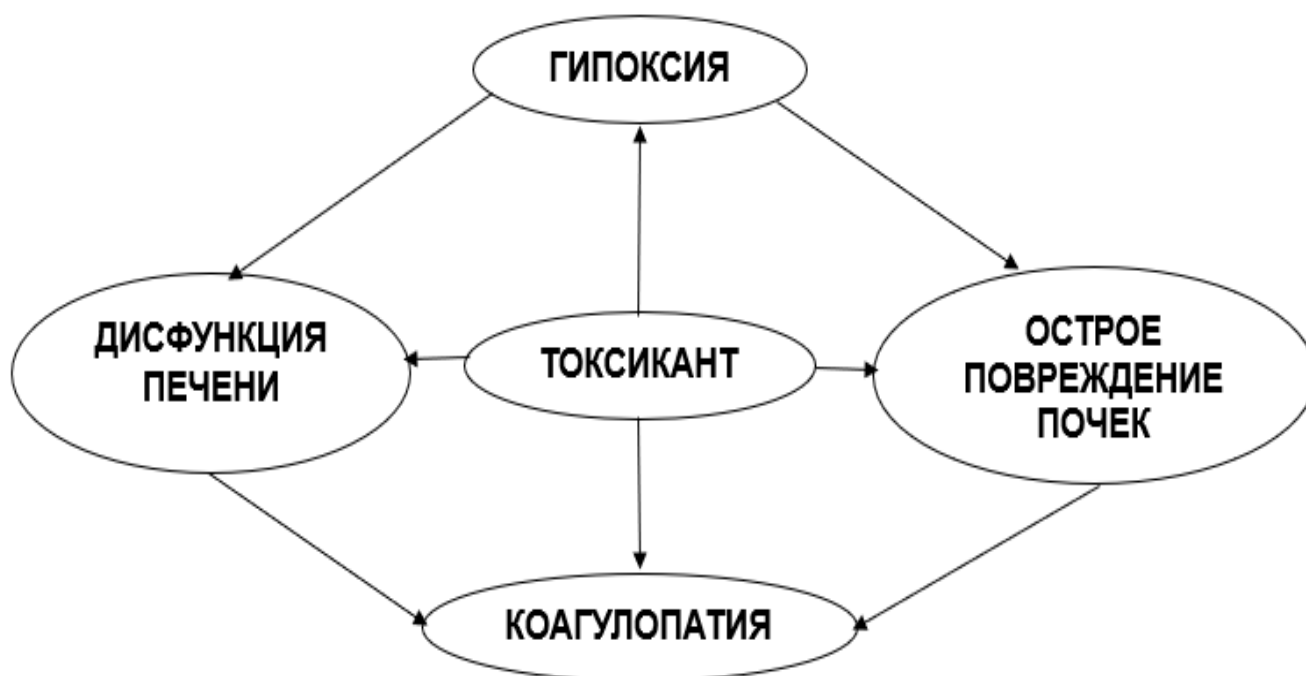 ГИПОКСИЯ
ДИСФУНКЦИЯ
ПЕЧЕНИ
ТОКСИКАНТ
ОСТРОЕ
ПОВРЕЖДЕНИЕ
ПОЧЕК
КОАГУЛОПАТИЯ